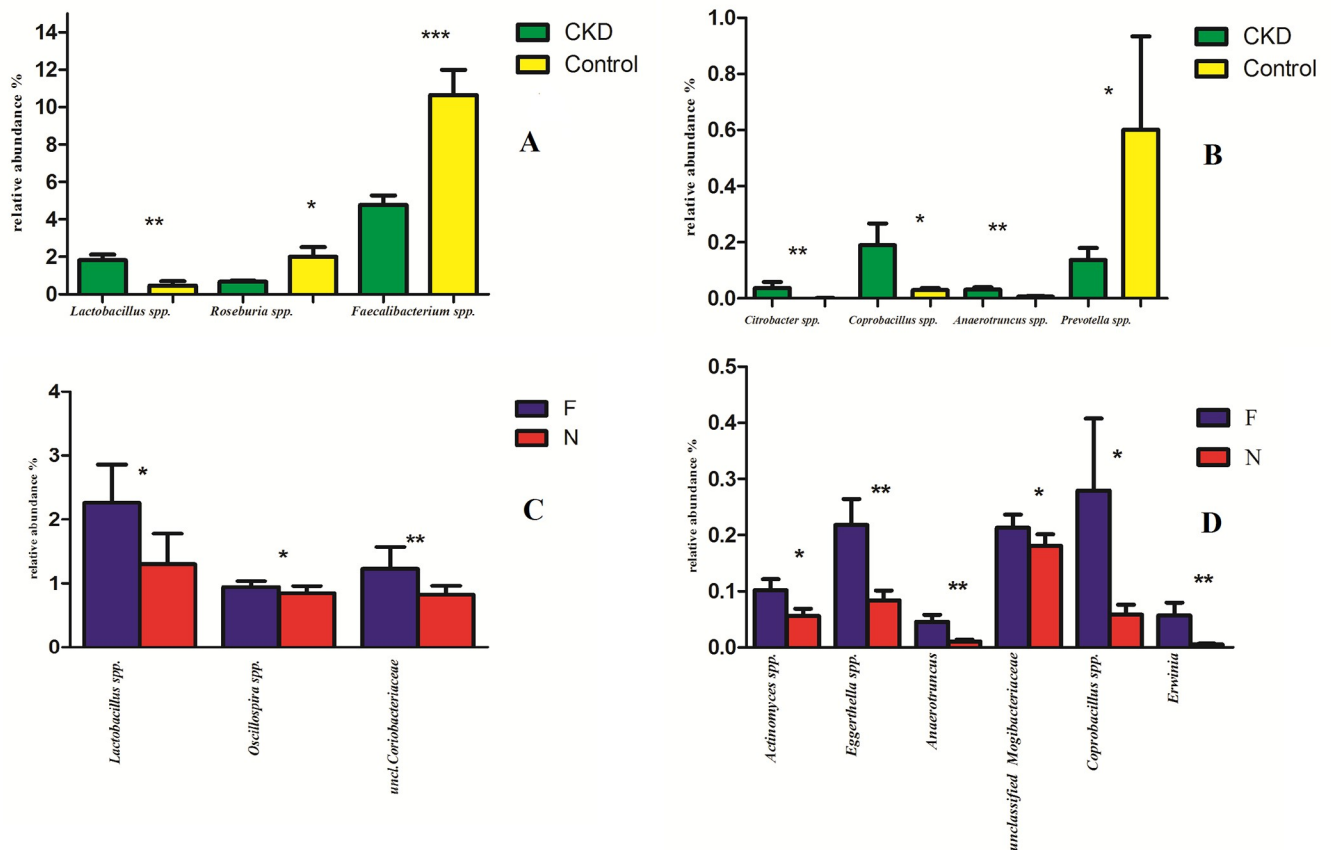 relative abundance %
14
12
10
8
6
4
2
0
***
**
*
CKD
Control
A
Lactobacillus spp. Roseburia spp. Faecalibacterium spp.
relative abundance %
1.0
0.8
0.6
0.4
0.2
0.0
**
*
**
*
CKD
Control
B
Citrobacter spp. Coprobacillus spp. Anaerotruncus spp. Prevotella spp.
relative abundance %
4
3
2
1
0
*
*
**
F
N
C
Lactobacillus spp.
Oscillospira spp.
uncl.Coriobacteriaceae
relative abundance %
0.5
0.4
0.3
0.2
0.1
0.0
*
**
**
*
*
**
F
N
D
Actinomyces spp.
Eggerthella spp.
Anaerotruncus
unclassified Mogibacteriaceae
Coprobacillus spp.
Erwinia